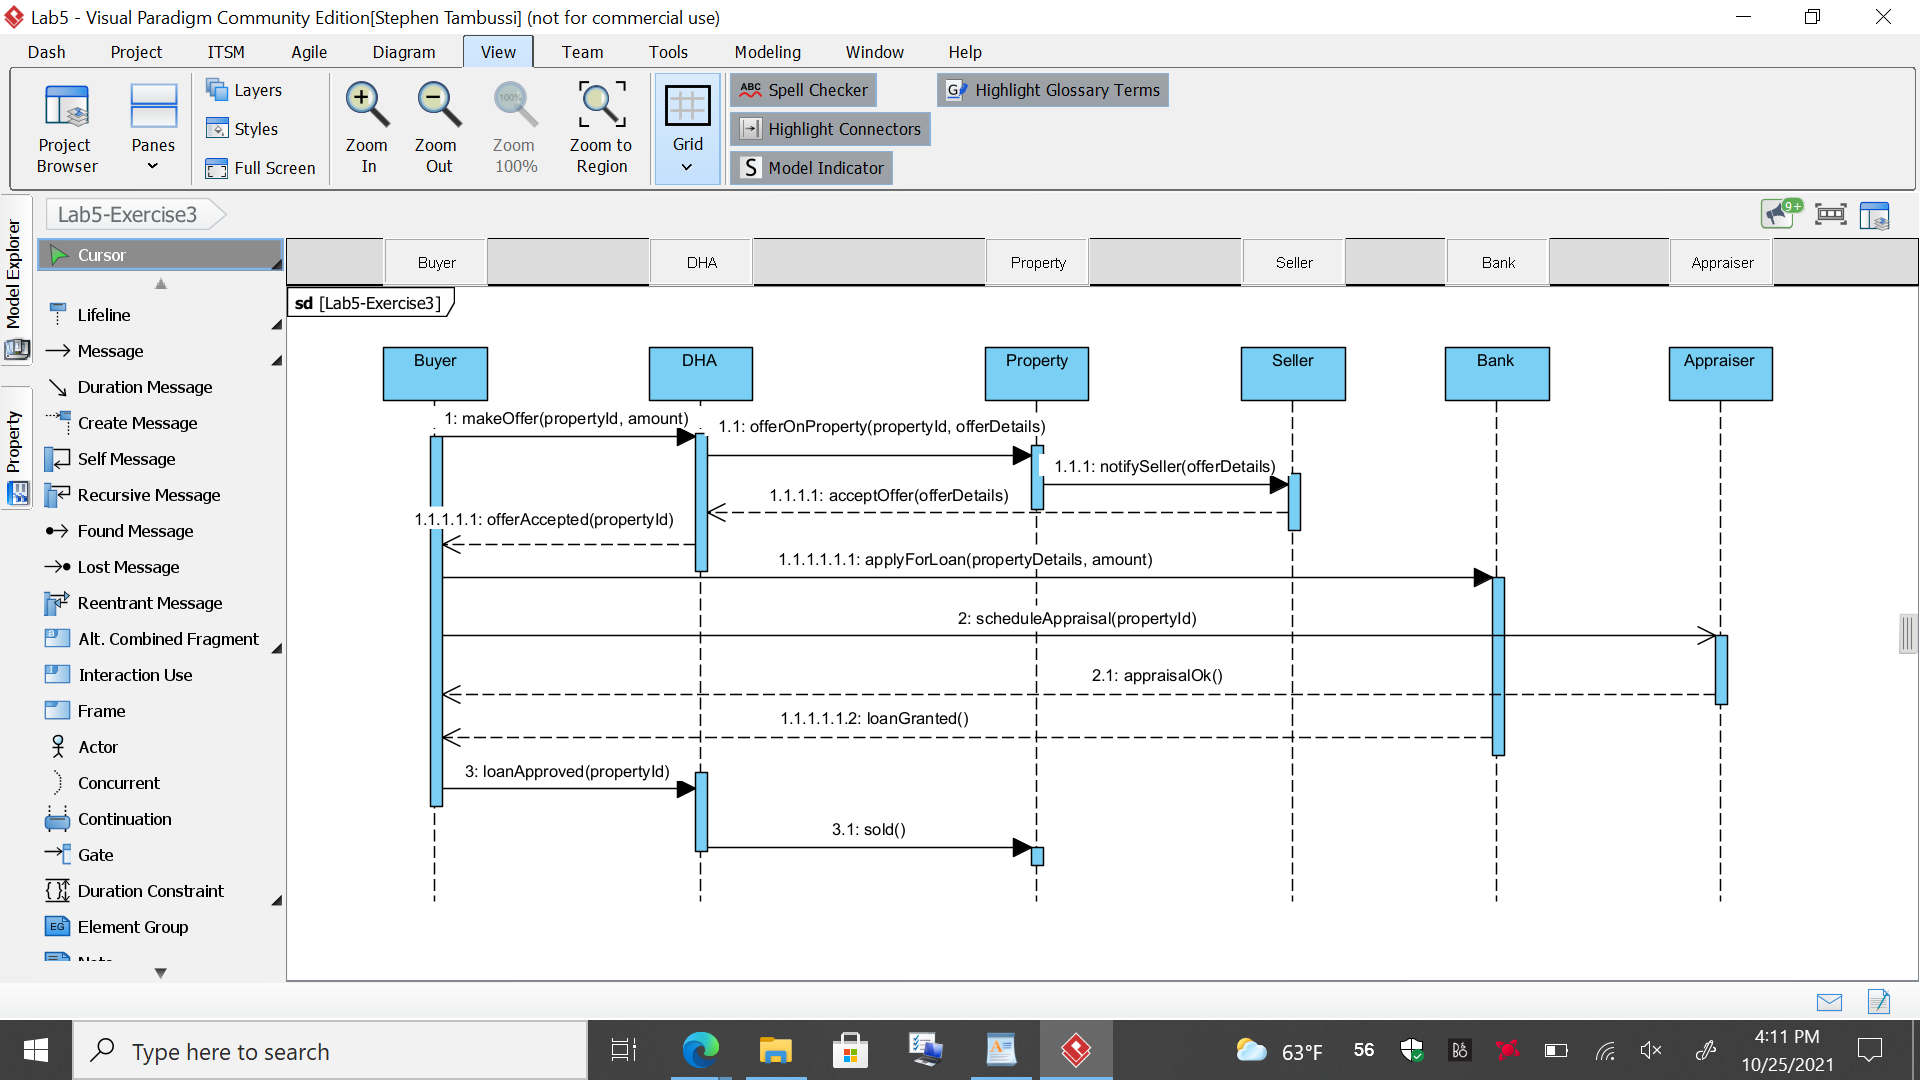 Lab5 - Visual Paradigm Community Edition[Stephen Tambussi] (not for commercial use)
Dash Project ITSM Agile Diagram View Team Tools Modeling Window Help
Project Browser
Panes
Layers
Styles
Full Screen
Zoom In
Zoom Out
100%
Zoom 100%
Zoom to Region
Grid
ABC Spell Checker
Highlight Connectors
S Model Indicator
G Highlight Glossary Terms
Model Explorer
Property
Lab5-Exercise3
9+
Cursor
Lifeline
Message
Duration Message
Create Message
Self Message
Recursive Message
Found Message
Lost Message
Reentrant Message
Alt. Combined Fragment
Interaction Use
Frame
Actor
Concurrent
Continuation
Gate
Duration Constraint
EG Element Group
Buyer DHA Property Seller Bank Appraiser
sd [Lab5-Exercise3]
Buyer DHA Property Seller Bank Appraiser
1: makeOffer(propertyId, amount)
1.1: offerOnProperty(propertyId, offerDetails)
1.1.1: notifySeller(offerDetails)
1.1.1.1: acceptOffer(offerDetails)
1.1.1.1.1: offerAccepted(propertyId)
1.1.1.1.1.1: applyForLoan(propertyDetails, amount)
2: scheduleAppraisal(propertyId)
2.1: appraisalOk()
1.1.1.1.1.2: loanGranted()
3: loanApproved(propertyId)
3.1: sold()
Type here to search
63°F
56
4:11 PM
10/25/2021